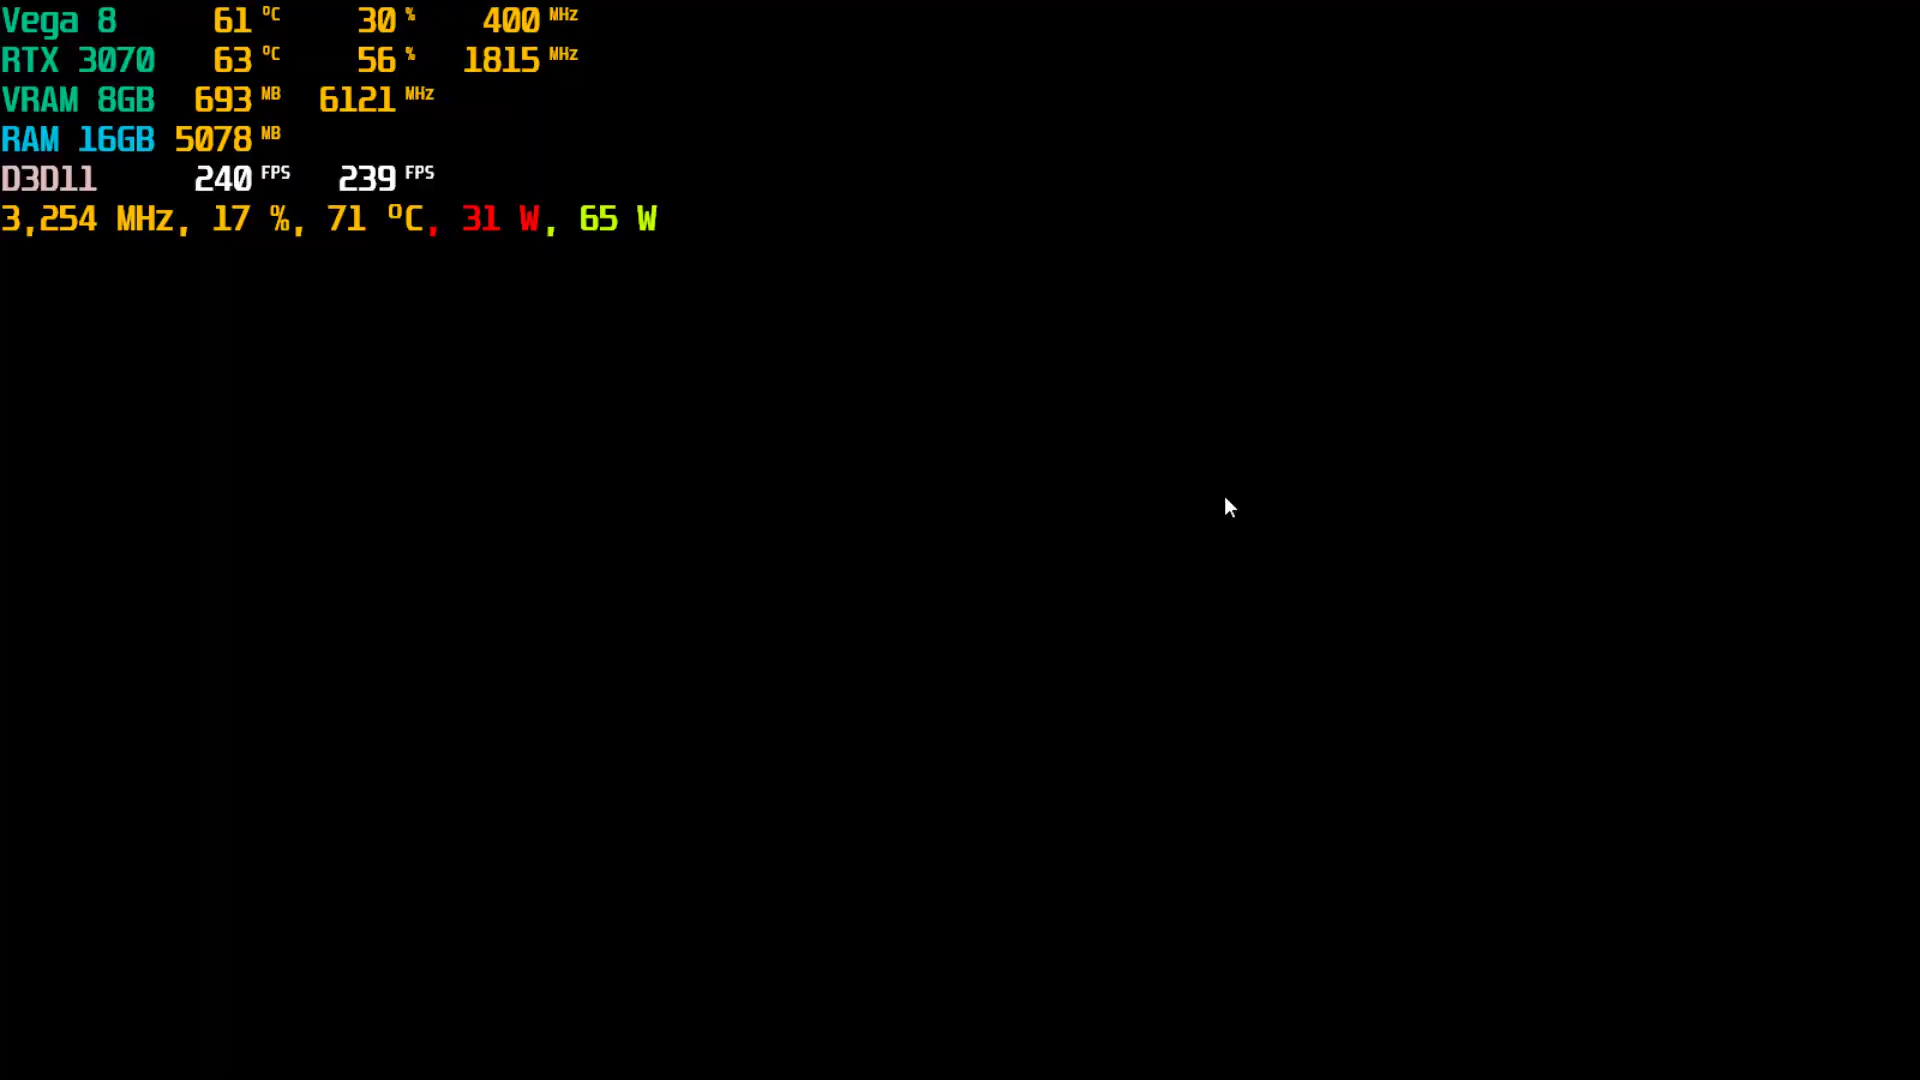 Vega 8 61 °C 30 % 400 MHz
RTX 3070 63 °C 56 % 1815 MHz
VRAM 8GB 693 MB 6121 MHz
RAM 16GB 5078 MB
D3D11 240 FPS 239 FPS
3,254 MHz, 17 %, 71 °C, 31 W, 65 W